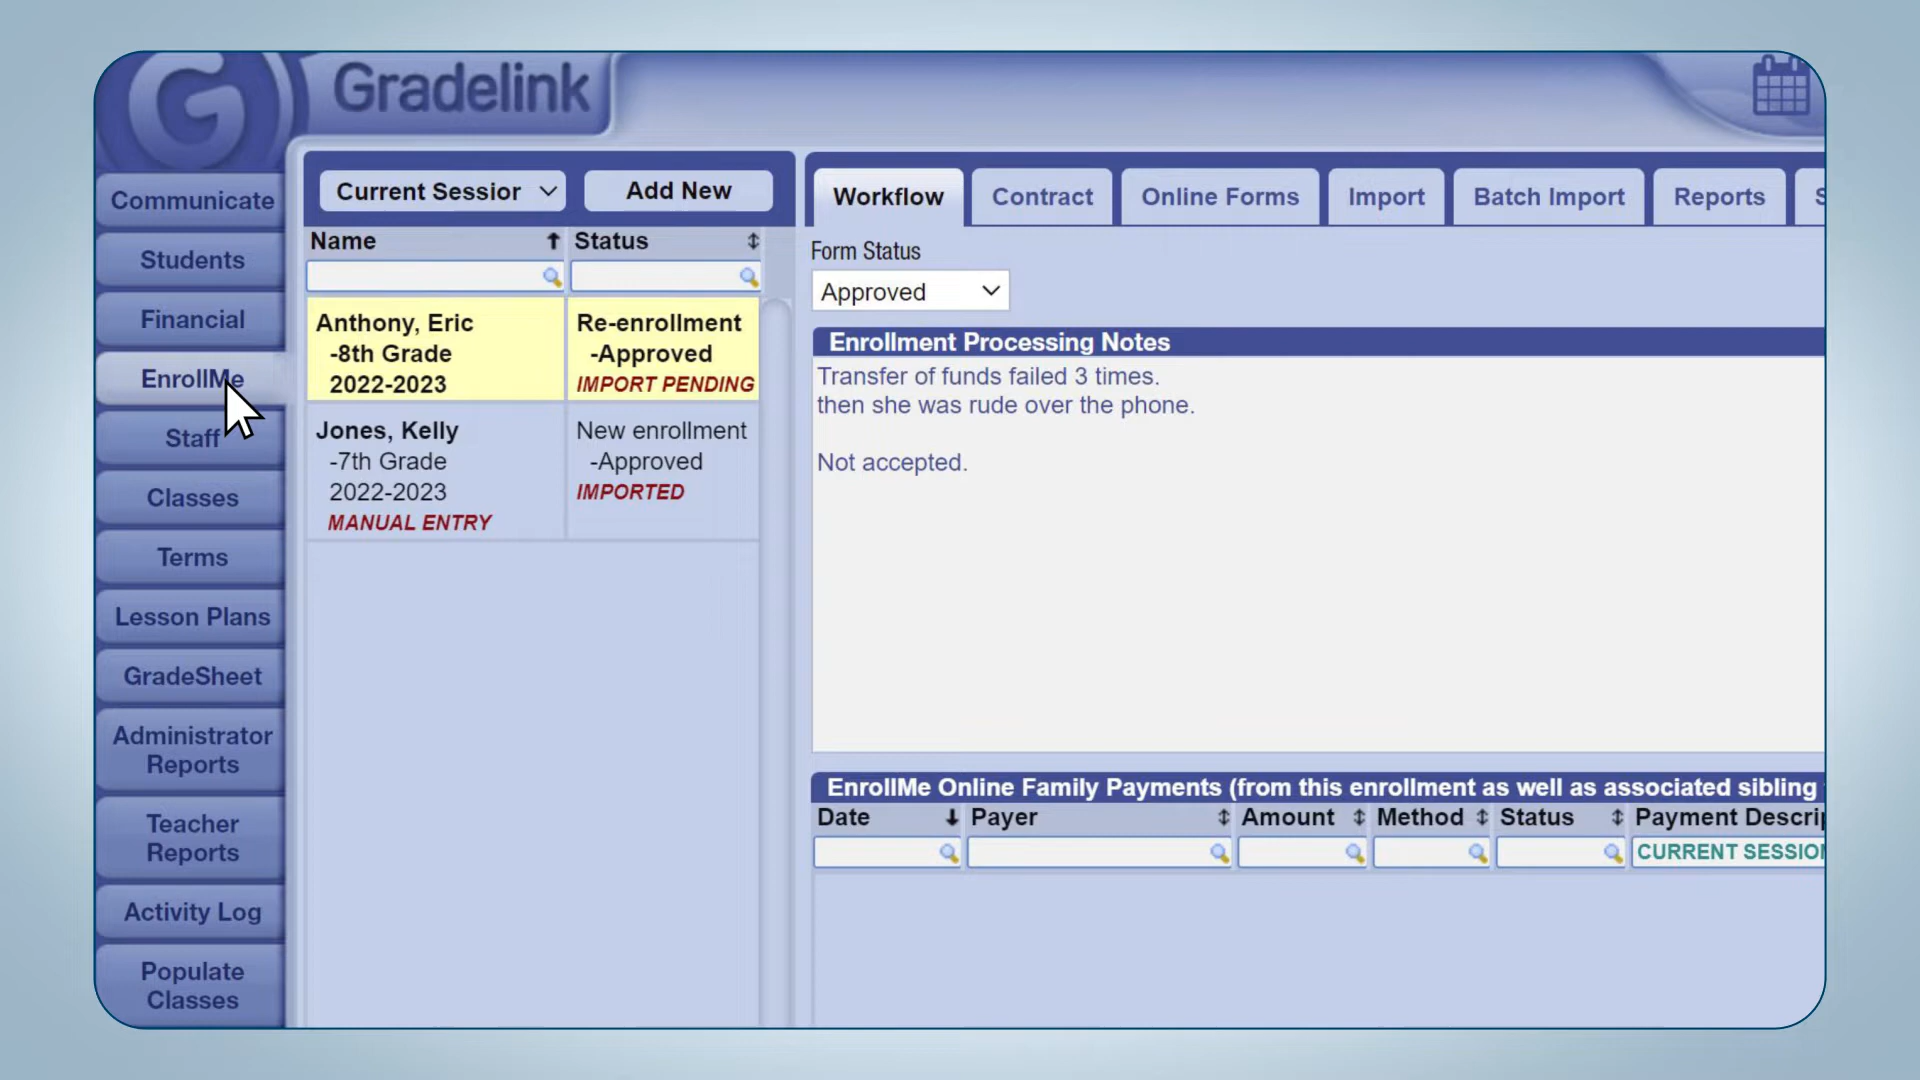 Gradelink
Communicate
Students
Financial
EnrollMe
Staff
Classes
Terms
Lesson Plans
GradeSheet
Administrator
Reports
Teacher
Reports
Activity Log
Populate
Classes
Current Session
Add New
Name
Status
Anthony, Eric
-8th Grade
2022-2023
Re-enrollment
-Approved
IMPORT PENDING
Jones, Kelly
-7th Grade
2022-2023
MANUAL ENTRY
New enrollment
-Approved
IMPORTED
Workflow
Contract
Online Forms
Import
Batch Import
Reports
S
Form Status
Approved
Enrollment Processing Notes
Transfer of funds failed 3 times.
then she was rude over the phone.
Not accepted.
EnrollMe Online Family Payments (from this enrollment as well as associated sibling
Date
Payer
Amount
Method
Status
Payment Descrip
CURRENT SESSION